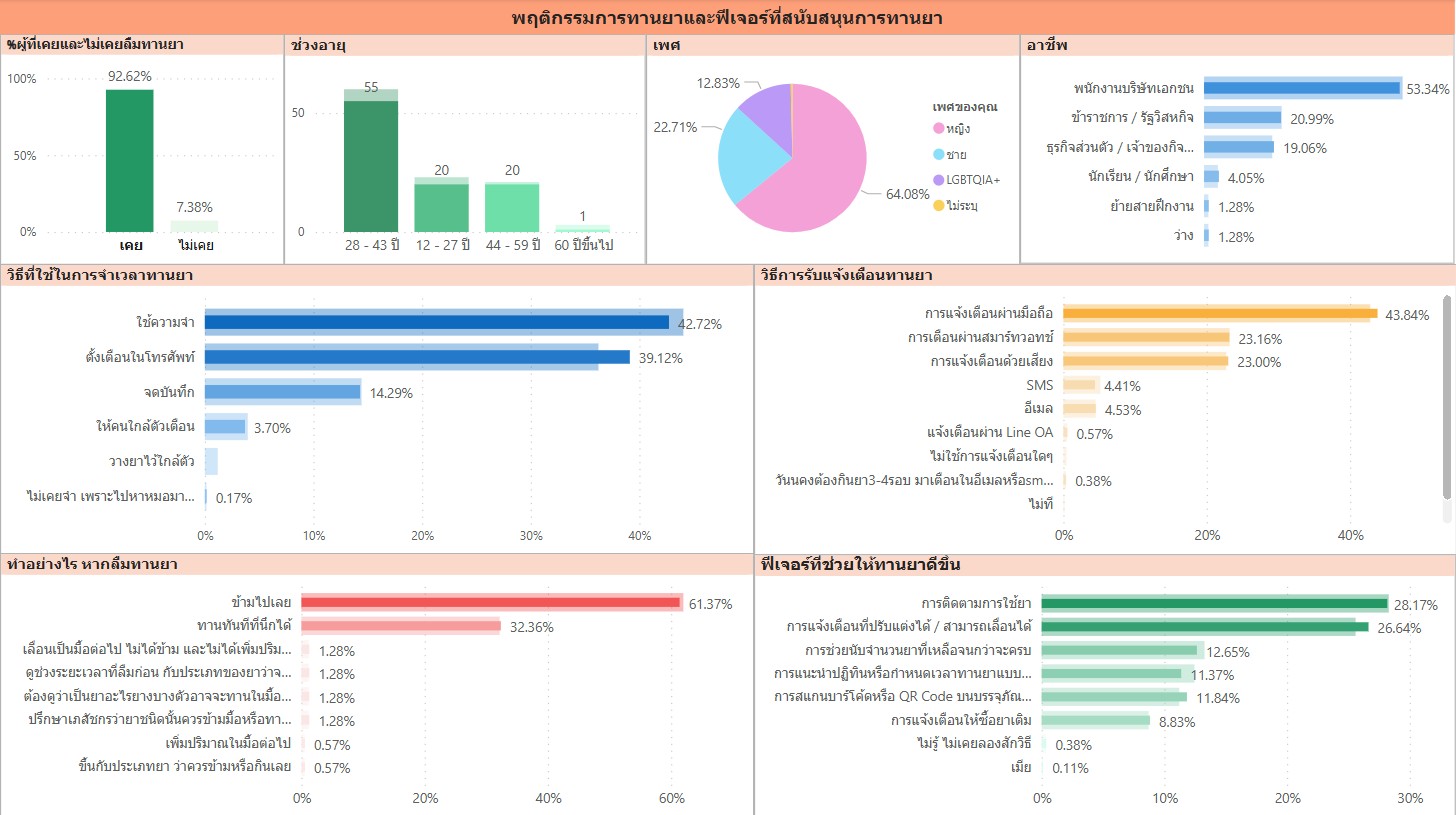 พฤติกรรมการทานยาและฟีเจอร์ที่สนับสนุนการทานยา
%ผู้ที่เคยและไม่เคยลืมทานยา
100%
50%
0%
92.62%
7.38%
เคย
ไม่เคย
ช่วงอายุ
50
0
55
20
20
1
28 - 43 ปี
12 - 27 ปี
44 - 59 ปี
60 ปีขึ้นไป
เพศ
12.83%
22.71%
64.08%
เพศของคุณ
หญิง
ชาย
LGBTQIA+
ไม่ระบุ
อาชีพ
พนักงานบริษัทเอกชน 53.34%
ข้าราชการ / รัฐวิสหกิจ 20.99%
ธุรกิจส่วนตัว / เจ้าของกิจ... 19.06%
นักเรียน / นักศึกษา 4.05%
ย้ายสายฝึกงาน 1.28%
ว่าง 1.28%
วิธีที่ใช้ในการจำเวลาทานยา
ใช้ความจำ 42.72%
ตั้งเตือนในโทรศัพท์ 39.12%
จดบันทึก 14.29%
ให้คนใกล้ตัวเตือน 3.70%
วางยาไว้ใกล้ตัว
ไม่เคยจำ เพราะไปหาหมอมา... 0.17%
0% 10% 20% 30% 40%
วิธีการรับแจ้งเตือนทานยา
การแจ้งเตือนผ่านมือถือ 43.84%
การเตือนผ่านสมาร์ทวอทช์ 23.16%
การแจ้งเตือนด้วยเสียง 23.00%
SMS 4.41%
อีเมล 4.53%
แจ้งเตือนผ่าน Line OA 0.57%
ไม่ใช้การแจ้งเตือนใดๆ
วันนคงต้องกินยา3-4รอบ มาเตือนในอีเมลหรือsm... 0.38%
ไม่ที
0% 20% 40%
ทำอย่างไร หากลืมทานยา
ข้ามไปเลย 61.37%
ทานทันทีที่นึกได้ 32.36%
เลื่อนเป็นมื้อต่อไป ไม่ได้ข้าม และไม่ได้เพิ่มปริม... 1.28%
ดูช่วงระยะเวลาที่ลืมก่อน กับประเภทของยาว่าจ... 1.28%
ต้องดูว่าเป็นยาอะไรยางบางตัวอาจจะทานในมื้อ... 1.28%
ปรึกษาเภสัชกรว่ายาชนิดนั้นควรข้ามมื้อหรือทา... 1.28%
เพิ่มปริมาณในมื้อต่อไป 0.57%
ขึ้นกับประเภทยา ว่าควรข้ามหรือกินเลย 0.57%
0% 20% 40% 60%
ฟีเจอร์ที่ช่วยให้ทานยาดีขึ้น
การติดตามการใช้ยา 28.17%
การแจ้งเตือนที่ปรับแต่งได้ / สามารถเลื่อนได้ 26.64%
การช่วยนับจำนวนยาที่เหลือจนกว่าจะครบ 12.65%
การแนะนำปฏิทินหรือกำหนดเวลาทานยาแบบ... 11.37%
การสแกนบาร์โค้ดหรือ QR Code บนบรรจุภัณ... 11.84%
การแจ้งเตือนให้ซื้อยาเติม 8.83%
ไม่รู้ ไม่เคยลองสักวิธี 0.38%
เมีย 0.11%
0% 10% 20% 30%